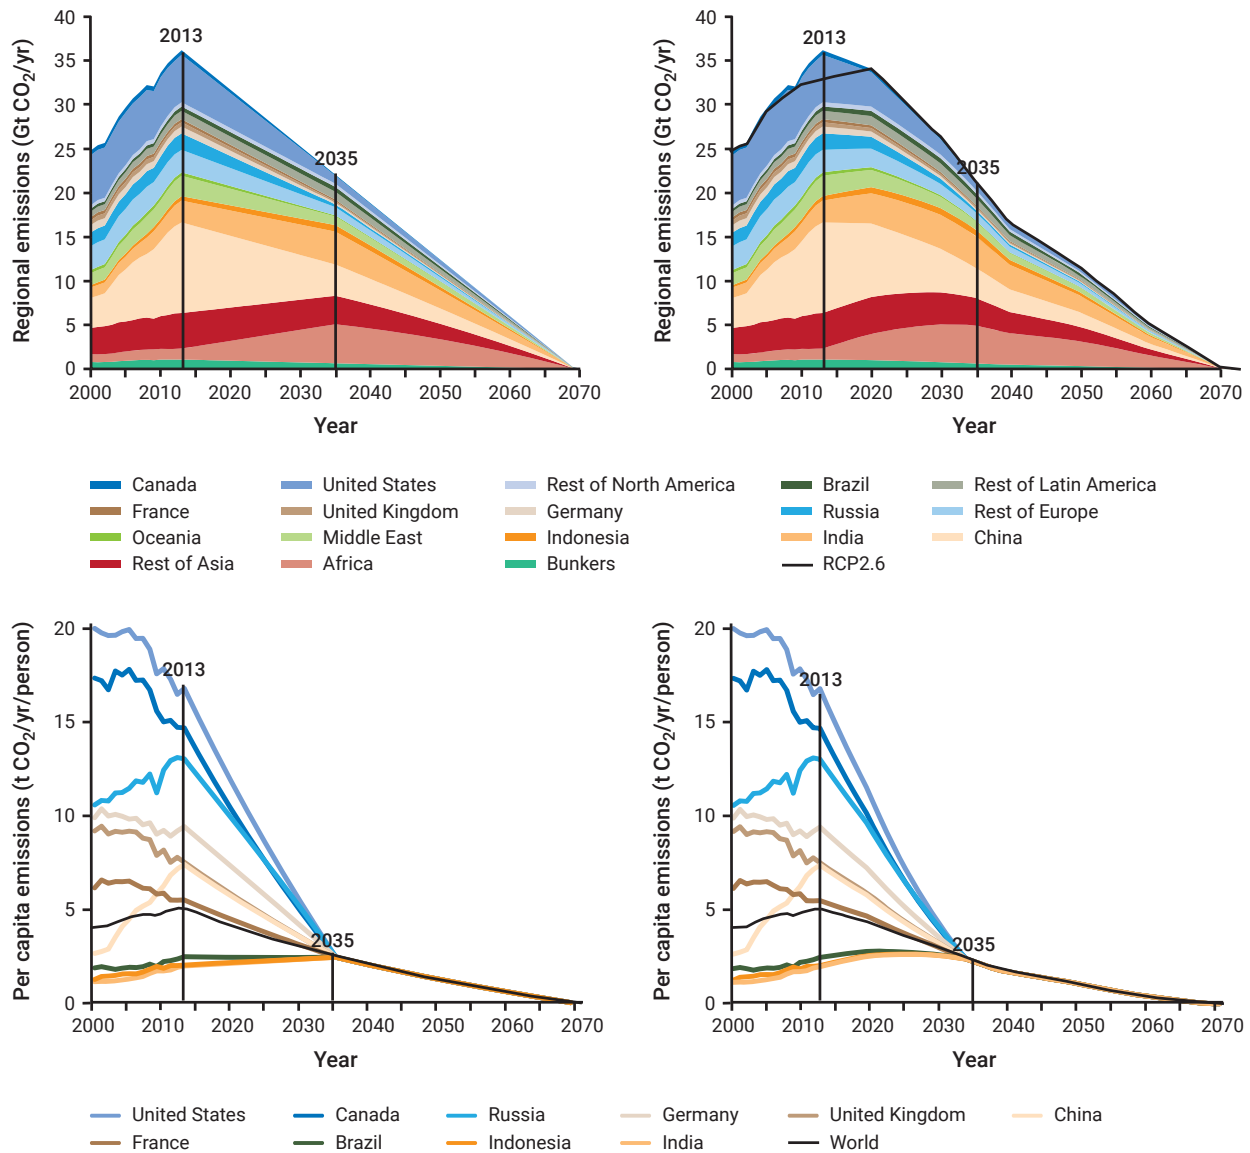 Regional emissions (Gt CO₂/yr)
40
35
30
25
20
15
10
5
0
2013
2035
2000 2010 2020 2030 2040 2050 2060 2070
Year
Regional emissions (Gt CO₂/yr)
40
35
30
25
20
15
10
5
0
2013
2035
2000 2010 2020 2030 2040 2050 2060 2070
Year
Canada United States Rest of North America Brazil Rest of Latin America
France United Kingdom Germany Russia Rest of Europe
Oceania Middle East Indonesia India China
Rest of Asia Africa Bunkers RCP2.6
Per capita emissions (t CO₂/yr/person)
20
15
10
5
0
2013
2035
2000 2010 2020 2030 2040 2050 2060 2070
Year
Per capita emissions (t CO₂/yr/person)
20
15
10
5
0
2013
2035
2000 2010 2020 2030 2040 2050 2060 2070
Year
United States Canada Russia Germany United Kingdom China
France Brazil Indonesia India World